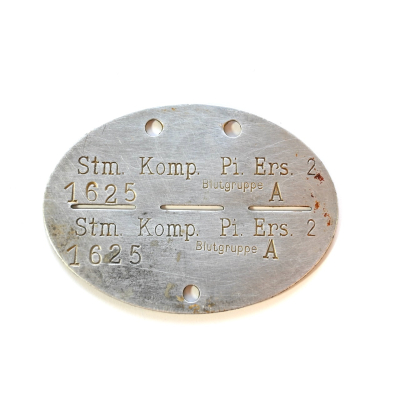 Stm. Komp. Pi. Ers. 2
1625 Blutgruppe A
Stm. Komp. Pi. Ers. 2
1625 Blutgruppe A